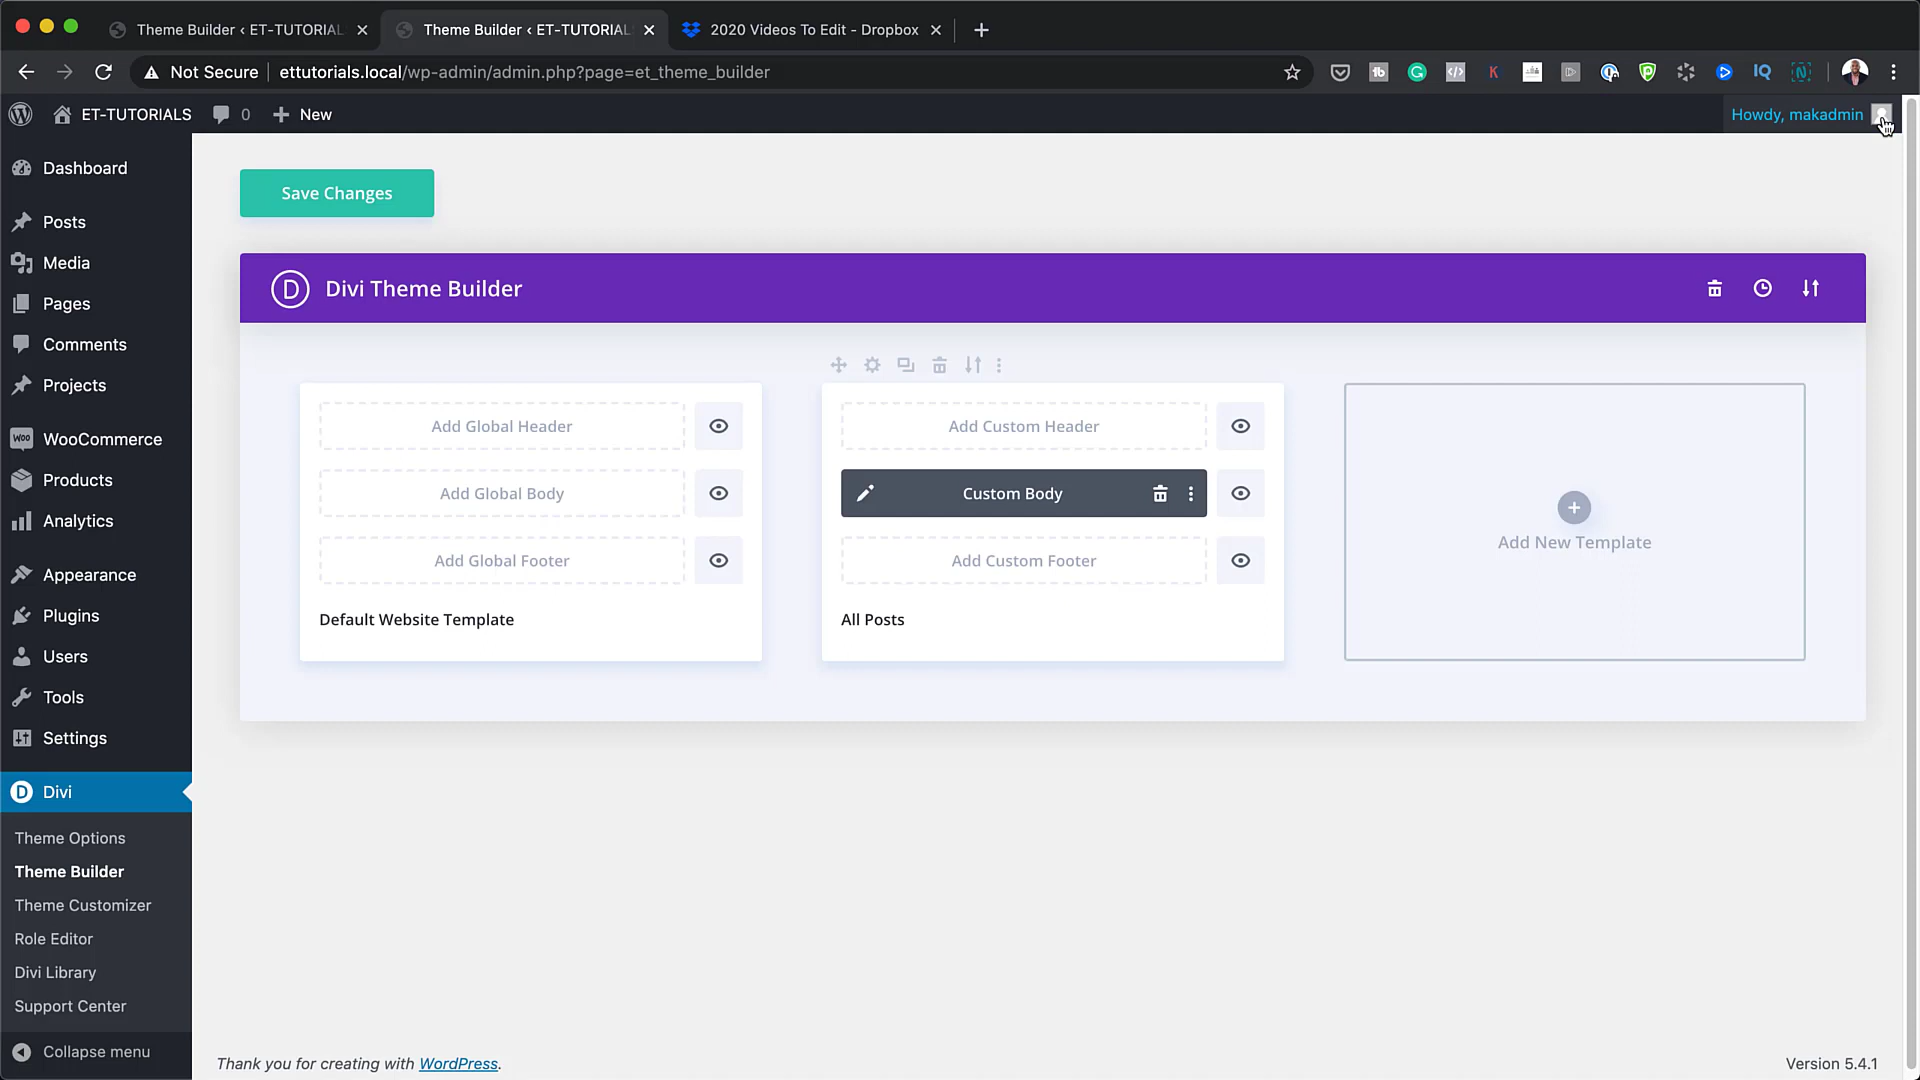 Theme Builder ‹ ET-TUTORIAL
Theme Builder ‹ ET-TUTORIAL
2020 Videos To Edit - Dropbox
Not Secure
ettutorials.local/wp-admin/admin.php?page=et_theme_builder
ET-TUTORIALS
0
New
Howdy, makadmin
Dashboard
Posts
Media
Pages
Comments
Projects
WooCommerce
Products
Analytics
Appearance
Plugins
Users
Tools
Settings
Divi
Theme Options
Theme Builder
Theme Customizer
Role Editor
Divi Library
Support Center
Collapse menu
Save Changes
D
Divi Theme Builder
Add Global Header
Add Global Body
Add Global Footer
Default Website Template
Add Custom Header
Custom Body
Add Custom Footer
All Posts
Add New Template
Thank you for creating with WordPress.
Version 5.4.1